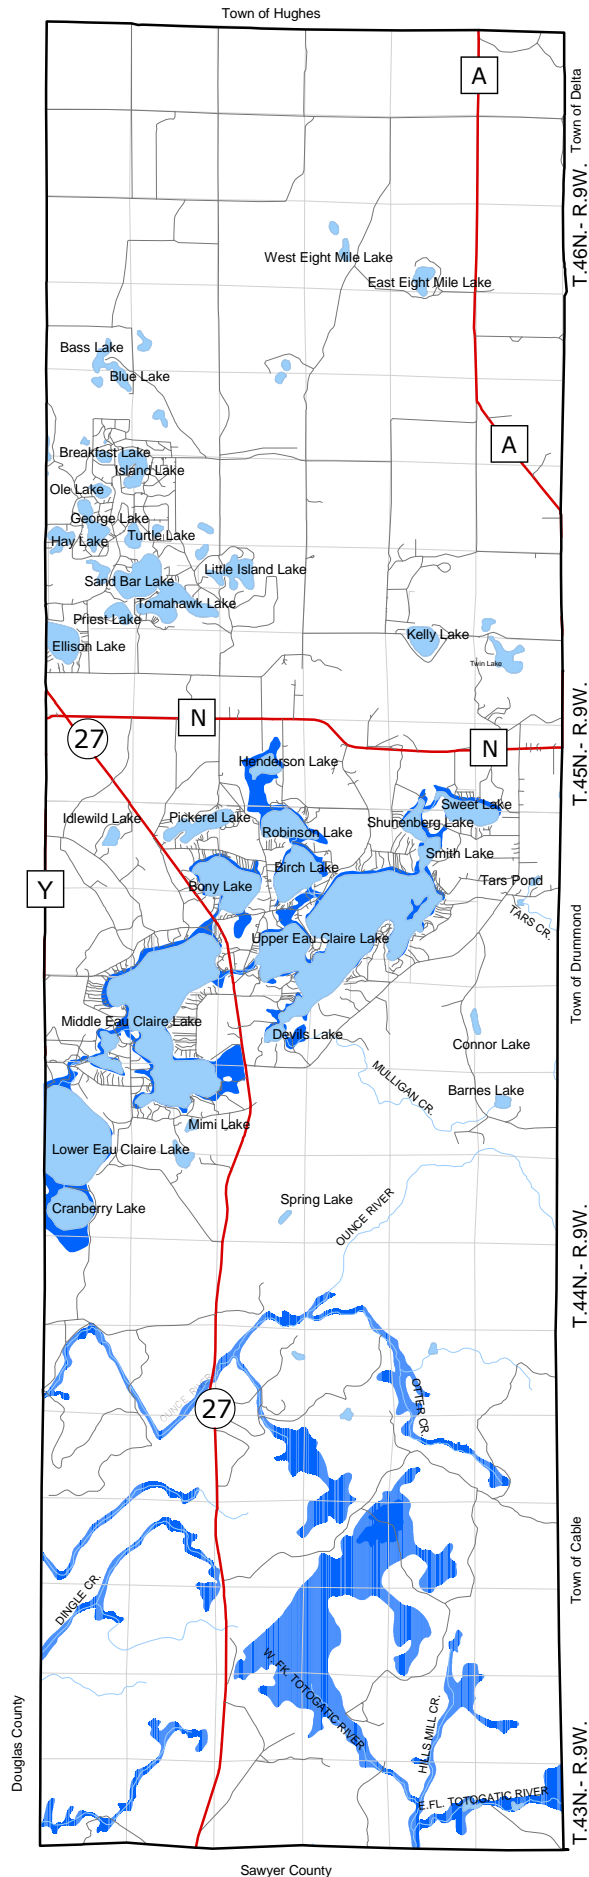 Town of Hughes
A
Town of Delta
T.46N.- R.9W.
West Eight Mile Lake
East Eight Mile Lake
Bass Lake
Blue Lake
A
Breakfast Lake
Island Lake
Ole Lake
George Lake
Turtle Lake
Hay Lake
Little Island Lake
Sand Bar Lake
Tomahawk Lake
Priest Lake
Kelly Lake
Ellison Lake
Twin Lake
T.45N.- R.9W.
N
27
N
Henderson Lake
Sweet Lake
Idlewild Lake
Pickerel Lake
Shunenberg Lake
Robinson Lake
Smith Lake
Birch Lake
Y
Bony Lake
Tars Pond
TARS CR.
Upper Eau Claire Lake
Town of Drummond
Middle Eau Claire Lake
Devils Lake
Connor Lake
MULLIGAN CR.
Barnes Lake
Mimi Lake
Lower Eau Claire Lake
Spring Lake
Cranberry Lake
OUNCE RIVER
T.44N.- R.9W.
OUNCE RIVER
27
OTTER CR.
Town of Cable
DINGLE CR.
W. FK. TOTOGATIC RIVER
HILLS MILL CR.
Douglas County
E.FL. TOTOGATIC RIVER
T.43N.- R.9W.
Sawyer County